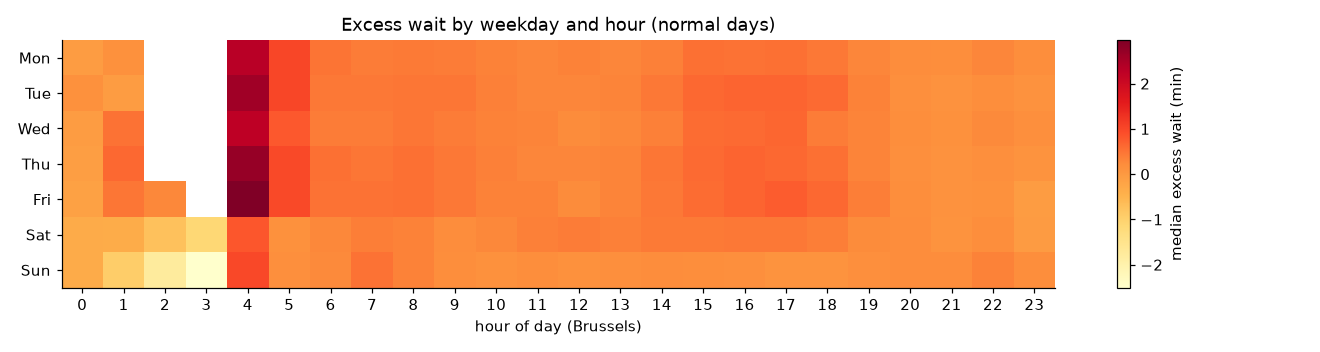 Excess wait by weekday and hour (normal days)
Mon
Tue
Wed
Thu
Fri
Sat
Sun
0 1 2 3 4 5 6 7 8 9 10 11 12 13 14 15 16 17 18 19 20 21 22 23
hour of day (Brussels)
2
1
0
−1
−2
median excess wait (min)